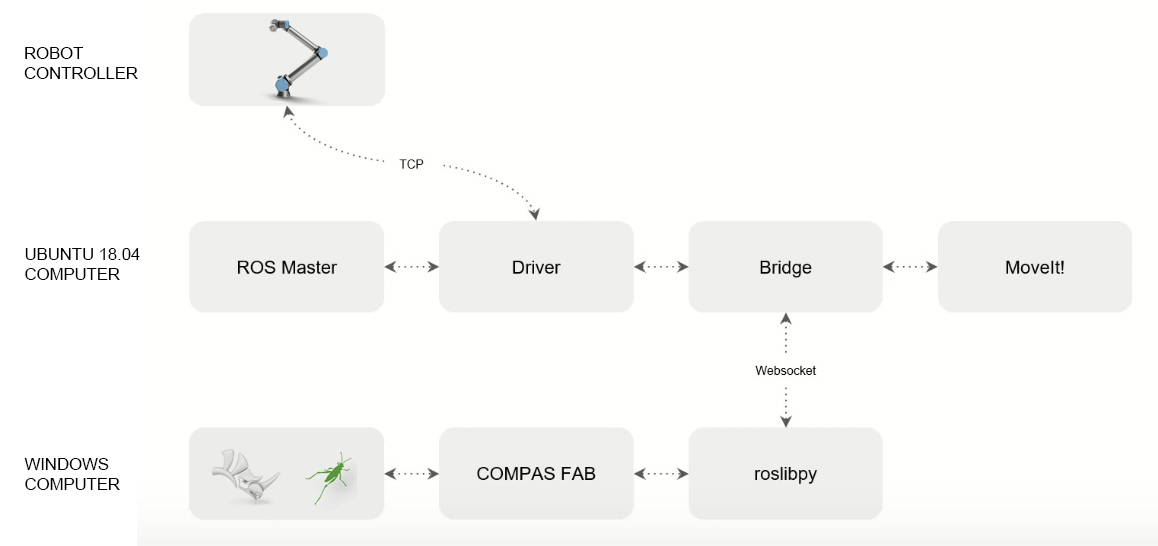 ROBOT
CONTROLLER
TCP
UBUNTU 18.04
COMPUTER
ROS Master
Driver
Bridge
MoveIt!
Websocket
WINDOWS
COMPUTER
COMPAS FAB
roslibpy